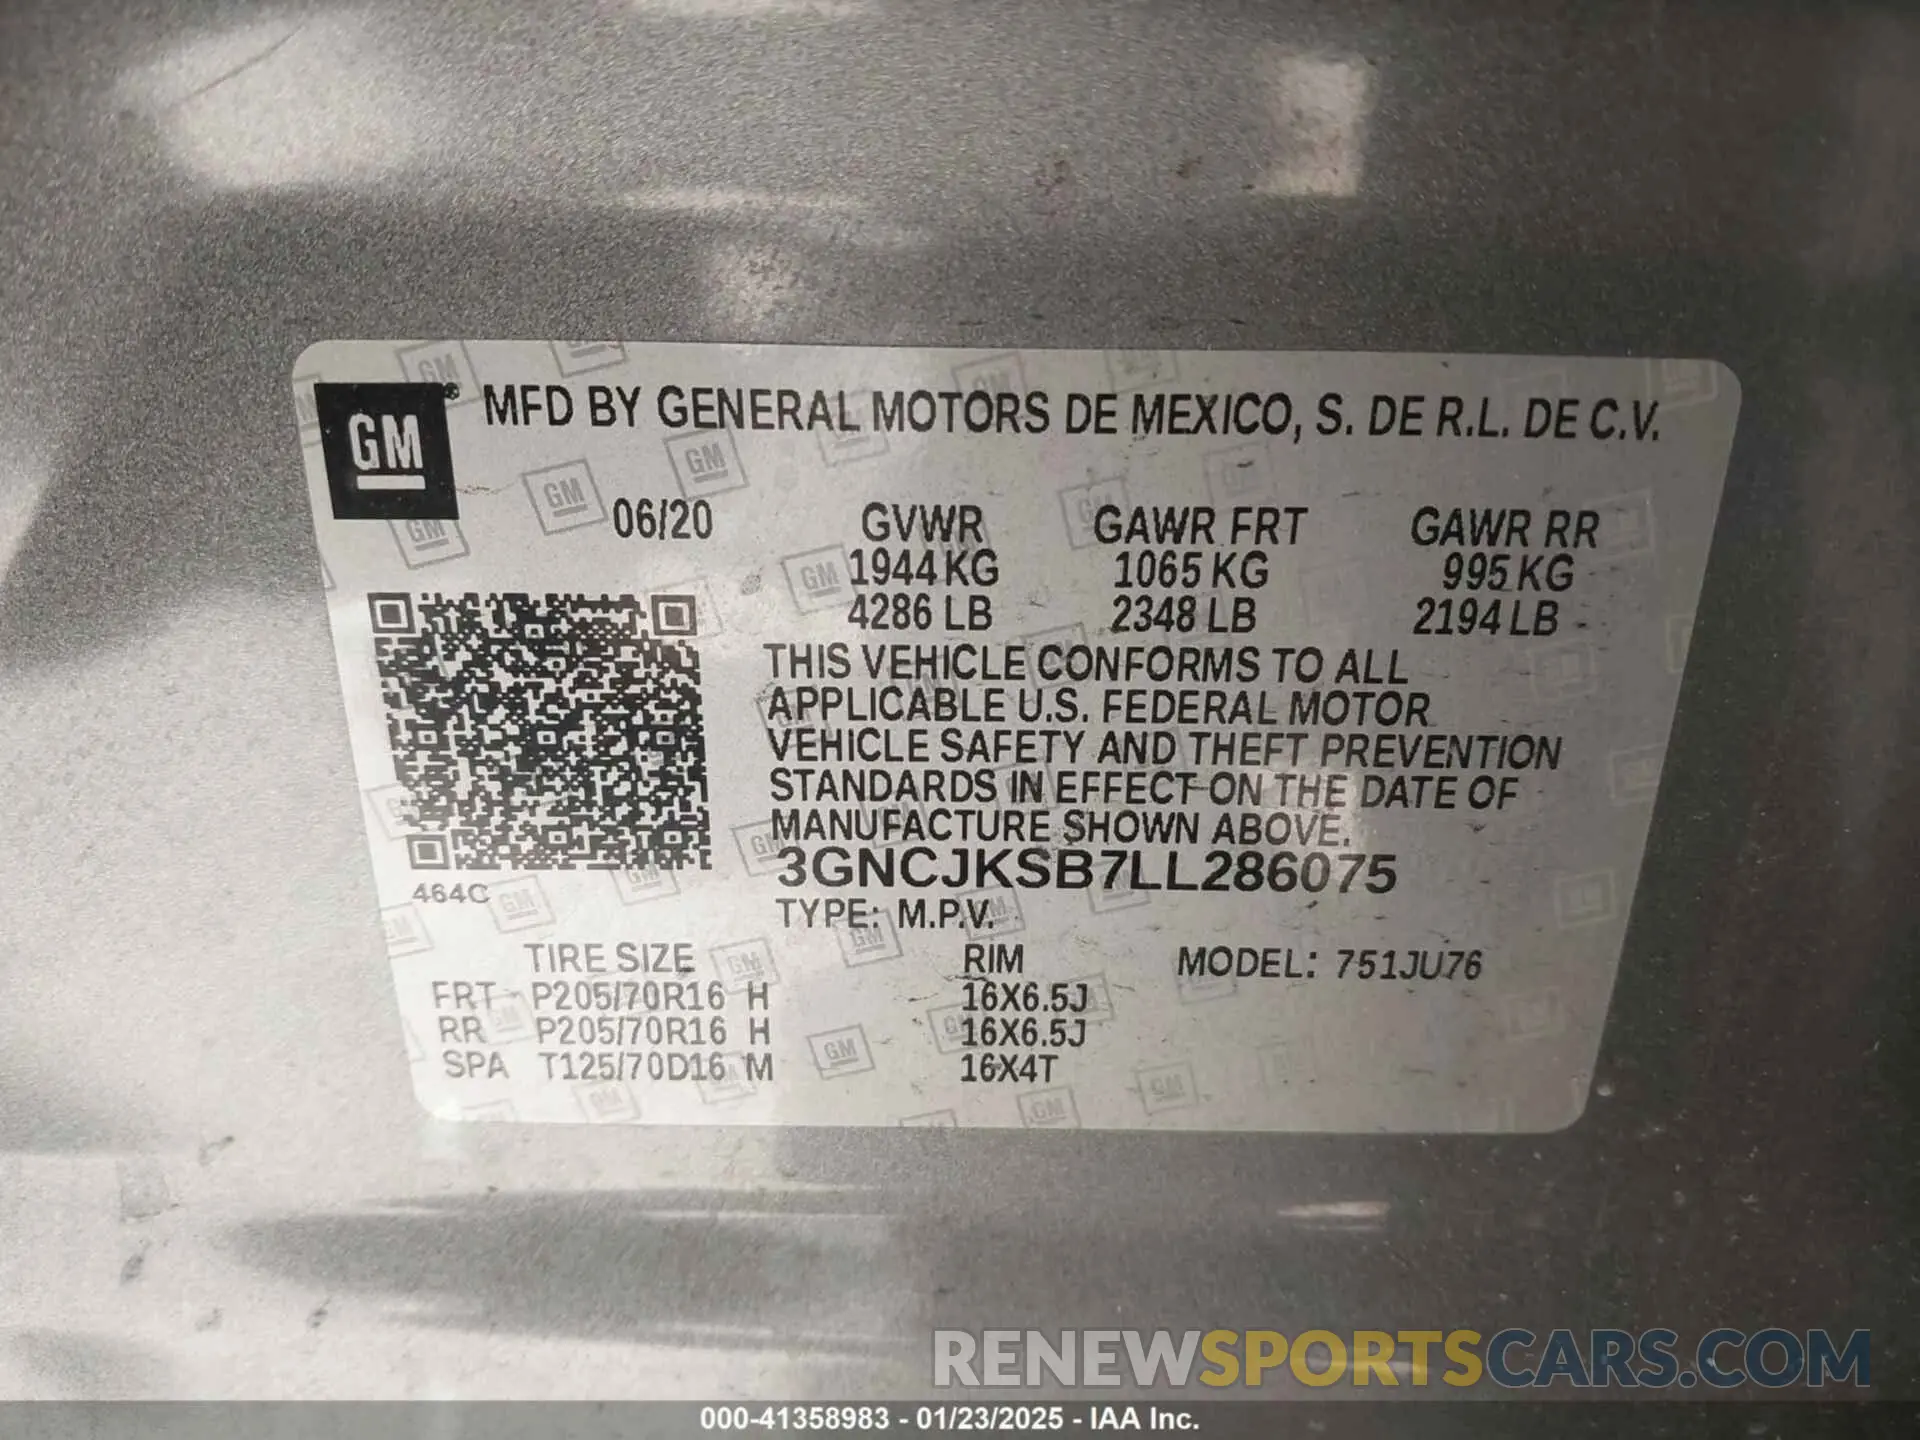 GM® MFD BY GENERAL MOTORS DE MEXICO, S. DE R.L. DE C.V.
06/20 GVWR GAWR FRT GAWR RR
1944 KG 1065 KG 995 KG
4286 LB 2348 LB 2194 LB
THIS VEHICLE CONFORMS TO ALL
APPLICABLE U.S. FEDERAL MOTOR
VEHICLE SAFETY AND THEFT PREVENTION
STANDARDS IN EFFECT ON THE DATE OF
MANUFACTURE SHOWN ABOVE.
3GNCJKSB7LL286075
464C
TYPE: M.P.V.
TIRE SIZE RIM MODEL: 751JU76
FRT P205/70R16 H 16X6.5J
RR P205/70R16 H 16X6.5J
SPA T125/70D16 M 16X4T
RENEWSPORTSCARS.COM
000-41358983 - 01/23/2025 - IAA Inc.